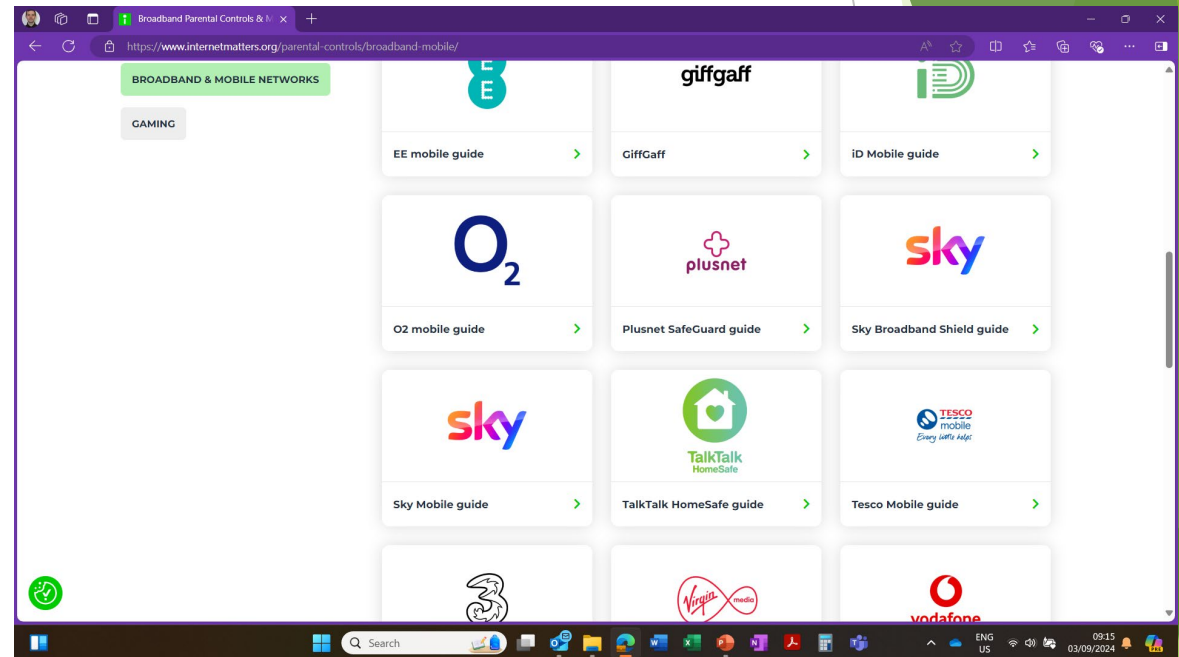 Broadband Parental Controls & M
https://www.internetmatters.org/parental-controls/broadband-mobile/
BROADBAND & MOBILE NETWORKS
GAMING
EE
giffgaff
iD
EE mobile guide
GiffGaff
iD Mobile guide
O2
plusnet
sky
O2 mobile guide
Plusnet SafeGuard guide
Sky Broadband Shield guide
sky
TalkTalk
HomeSafe
TESCO
mobile
Every little helps
Sky Mobile guide
TalkTalk HomeSafe guide
Tesco Mobile guide
3
Virgin media
vodafone
Search
ENG
US
09:15
03/09/2024